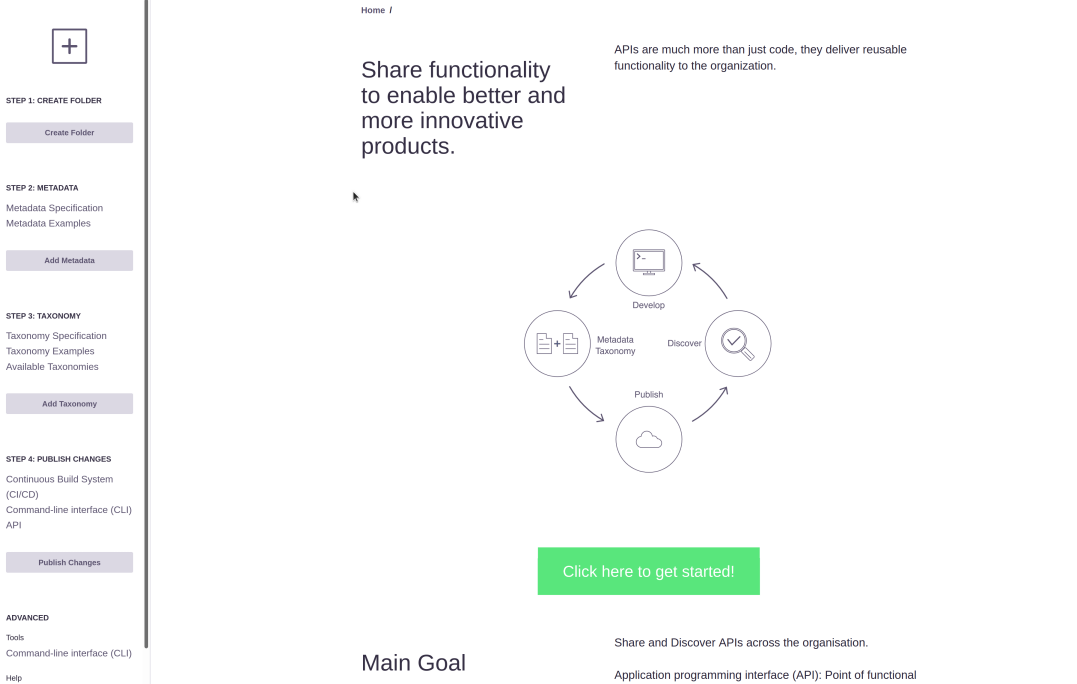 STEP 1: CREATE FOLDER
Create Folder
STEP 2: METADATA
Metadata Specification
Metadata Examples
Add Metadata
STEP 3: TAXONOMY
Taxonomy Specification
Taxonomy Examples
Available Taxonomies
Add Taxonomy
STEP 4: PUBLISH CHANGES
Continuous Build System
(CI/CD)
Command-line interface (CLI)
API
Publish Changes
ADVANCED
Tools
Command-line interface (CLI)
Help
Home /
Share functionality
to enable better and
more innovative
products.
APIs are much more than just code, they deliver reusable
functionality to the organization.
Develop
Metadata
Taxonomy
Discover
Publish
Click here to get started!
Main Goal
Share and Discover APIs across the organisation.
Application programming interface (API): Point of functional